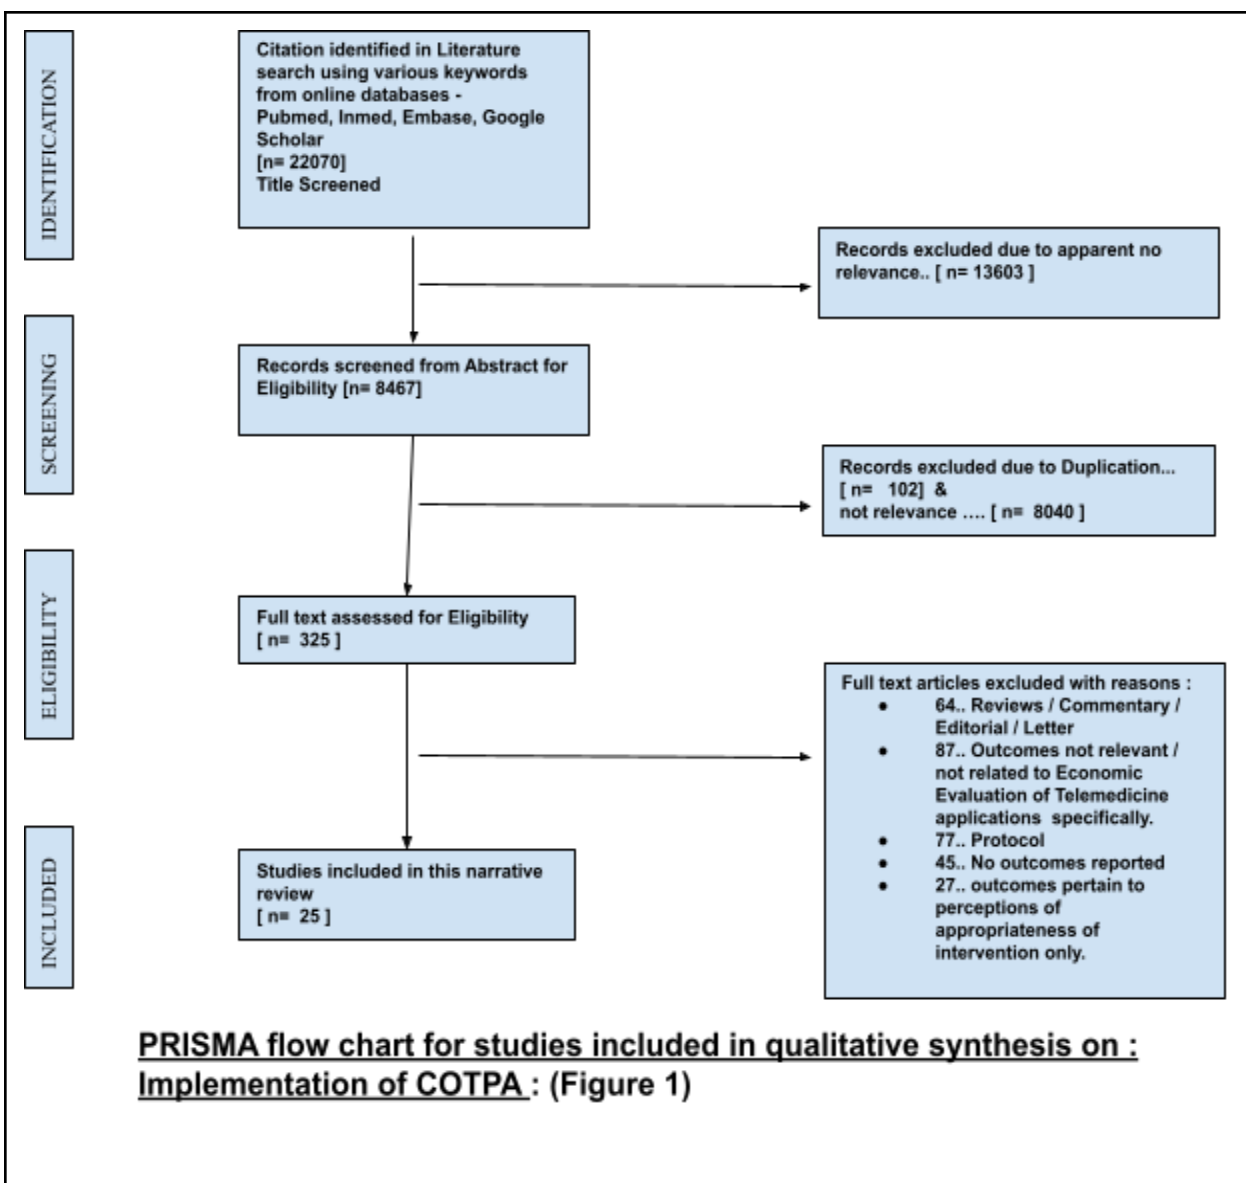 IDENTIFICATION
Citation identified in Literature
search using various keywords
from online databases -
Pubmed, Inmed, Embase, Google
Scholar
[n= 22070]
Title Screened
Records excluded due to apparent no
relevance.. [ n= 13603 ]
SCREENING
Records screened from Abstract for
Eligibility [n= 8467]
Records excluded due to Duplication...
[ n=   102]  &
not relevance .... [ n=  8040 ]
ELIGIBILITY
Full text assessed for Eligibility
[ n=  325 ]
Full text articles excluded with reasons :
● 64.. Reviews / Commentary /
Editorial / Letter
● 87.. Outcomes not relevant /
not related to Economic
Evaluation of Telemedicine
applications  specifically.
● 77.. Protocol
● 45.. No outcomes reported
● 27.. outcomes pertain to
perceptions of
appropriateness of
intervention only.
INCLUDED
Studies included in this narrative
review
[ n=  25 ]
PRISMA flow chart for studies included in qualitative synthesis on :
Implementation of COTPA : (Figure 1)